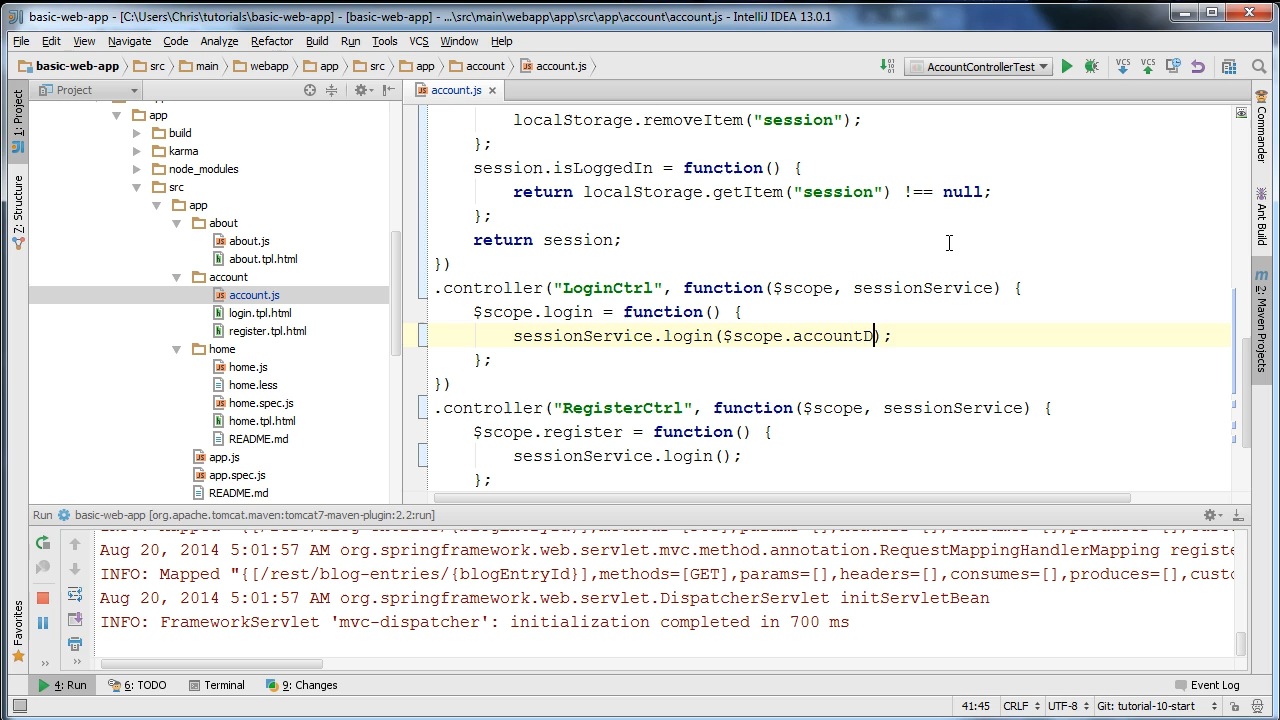 basic-web-app - [C:\Users\Chris\tutorials\basic-web-app] - [basic-web-app] - ...\src\main\webapp\app\src\app\account\account.js - IntelliJ IDEA 13.0.1
File Edit View Navigate Code Analyze Refactor Build Run Tools VCS Window Help
basic-web-app src main webapp app src app account account.js AccountControllerTest VCS VCS
1: Project
Z: Structure
Favorites
Project
app
build
karma
node_modules
src
app
about
about.js
about.tpl.html
account
account.js
login.tpl.html
register.tpl.html
home
home.js
home.less
home.spec.js
home.tpl.html
README.md
app.js
app.spec.js
README.md
account.js
localStorage.removeItem("session");
};
session.isLoggedIn = function() {
return localStorage.getItem("session") !== null;
};
return session;
})
.controller("LoginCtrl", function($scope, sessionService) {
$scope.login = function() {
sessionService.login($scope.accountD);
};
})
.controller("RegisterCtrl", function($scope, sessionService) {
$scope.register = function() {
sessionService.login();
};
Commander
Ant Build
Maven Projects
Run basic-web-app [org.apache.tomcat.maven:tomcat7-maven-plugin:2.2:run]
Aug 20, 2014 5:01:57 AM org.springframework.web.servlet.mvc.method.annotation.RequestMappingHandlerMapping registe
INFO: Mapped "{[/rest/blog-entries/{blogEntryId}],methods=[GET],params=[],headers=[],consumes=[],produces=[],custo
Aug 20, 2014 5:01:57 AM org.springframework.web.servlet.DispatcherServlet initServletBean
INFO: FrameworkServlet 'mvc-dispatcher': initialization completed in 700 ms
4: Run 6: TODO Terminal 9: Changes Event Log
41:45 CRLF UTF-8 Git: tutorial-10-start